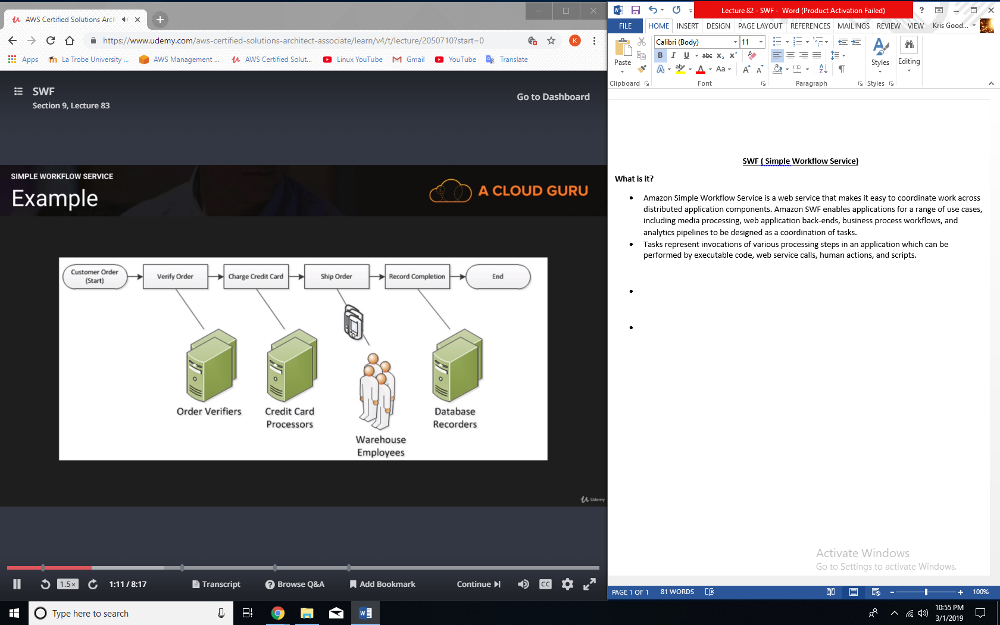 AWS Certified Solutions Arch
https://www.udemy.com/aws-certified-solutions-architect-associate/learn/v4/t/lecture/2050710?start=0
K
Apps
La Trobe University ...
AWS Management ...
AWS Certified Solut...
Linux YouTube
Gmail
YouTube
Translate
SWF
Section 9, Lecture 83
Go to Dashboard
SIMPLE WORKFLOW SERVICE
Example
A CLOUD GURU
Customer Order
(Start)
Verify Order
Charge Credit Card
Ship Order
Record Completion
End
Order Verifiers
Credit Card
Processors
Warehouse
Employees
Database
Recorders
Udemy
1.5x
1:11 / 8:17
Transcript
Browse Q&A
Add Bookmark
Continue
CC
Lecture 82 - SWF - Word (Product Activation Failed)
FILE
HOME
INSERT
DESIGN
PAGE LAYOUT
REFERENCES
MAILINGS
REVIEW
VIEW
Kris Good...
Paste
Calibri (Body)
11
B I U abc x₂ x²
A ab A Aa A A
Styles
Editing
Clipboard
Font
Paragraph
Styles
SWF ( Simple Workflow Service)
What is it?
• Amazon Simple Workflow Service is a web service that makes it easy to coordinate work across
distributed application components. Amazon SWF enables applications for a range of use cases,
including media processing, web application back-ends, business process workflows, and
analytics pipelines to be designed as a coordination of tasks.
• Tasks represent invocations of various processing steps in an application which can be
performed by executable code, web service calls, human actions, and scripts.
Activate Windows
Go to Settings to activate Windows.
PAGE 1 OF 1
81 WORDS
100%
Type here to search
10:55 PM
3/1/2019